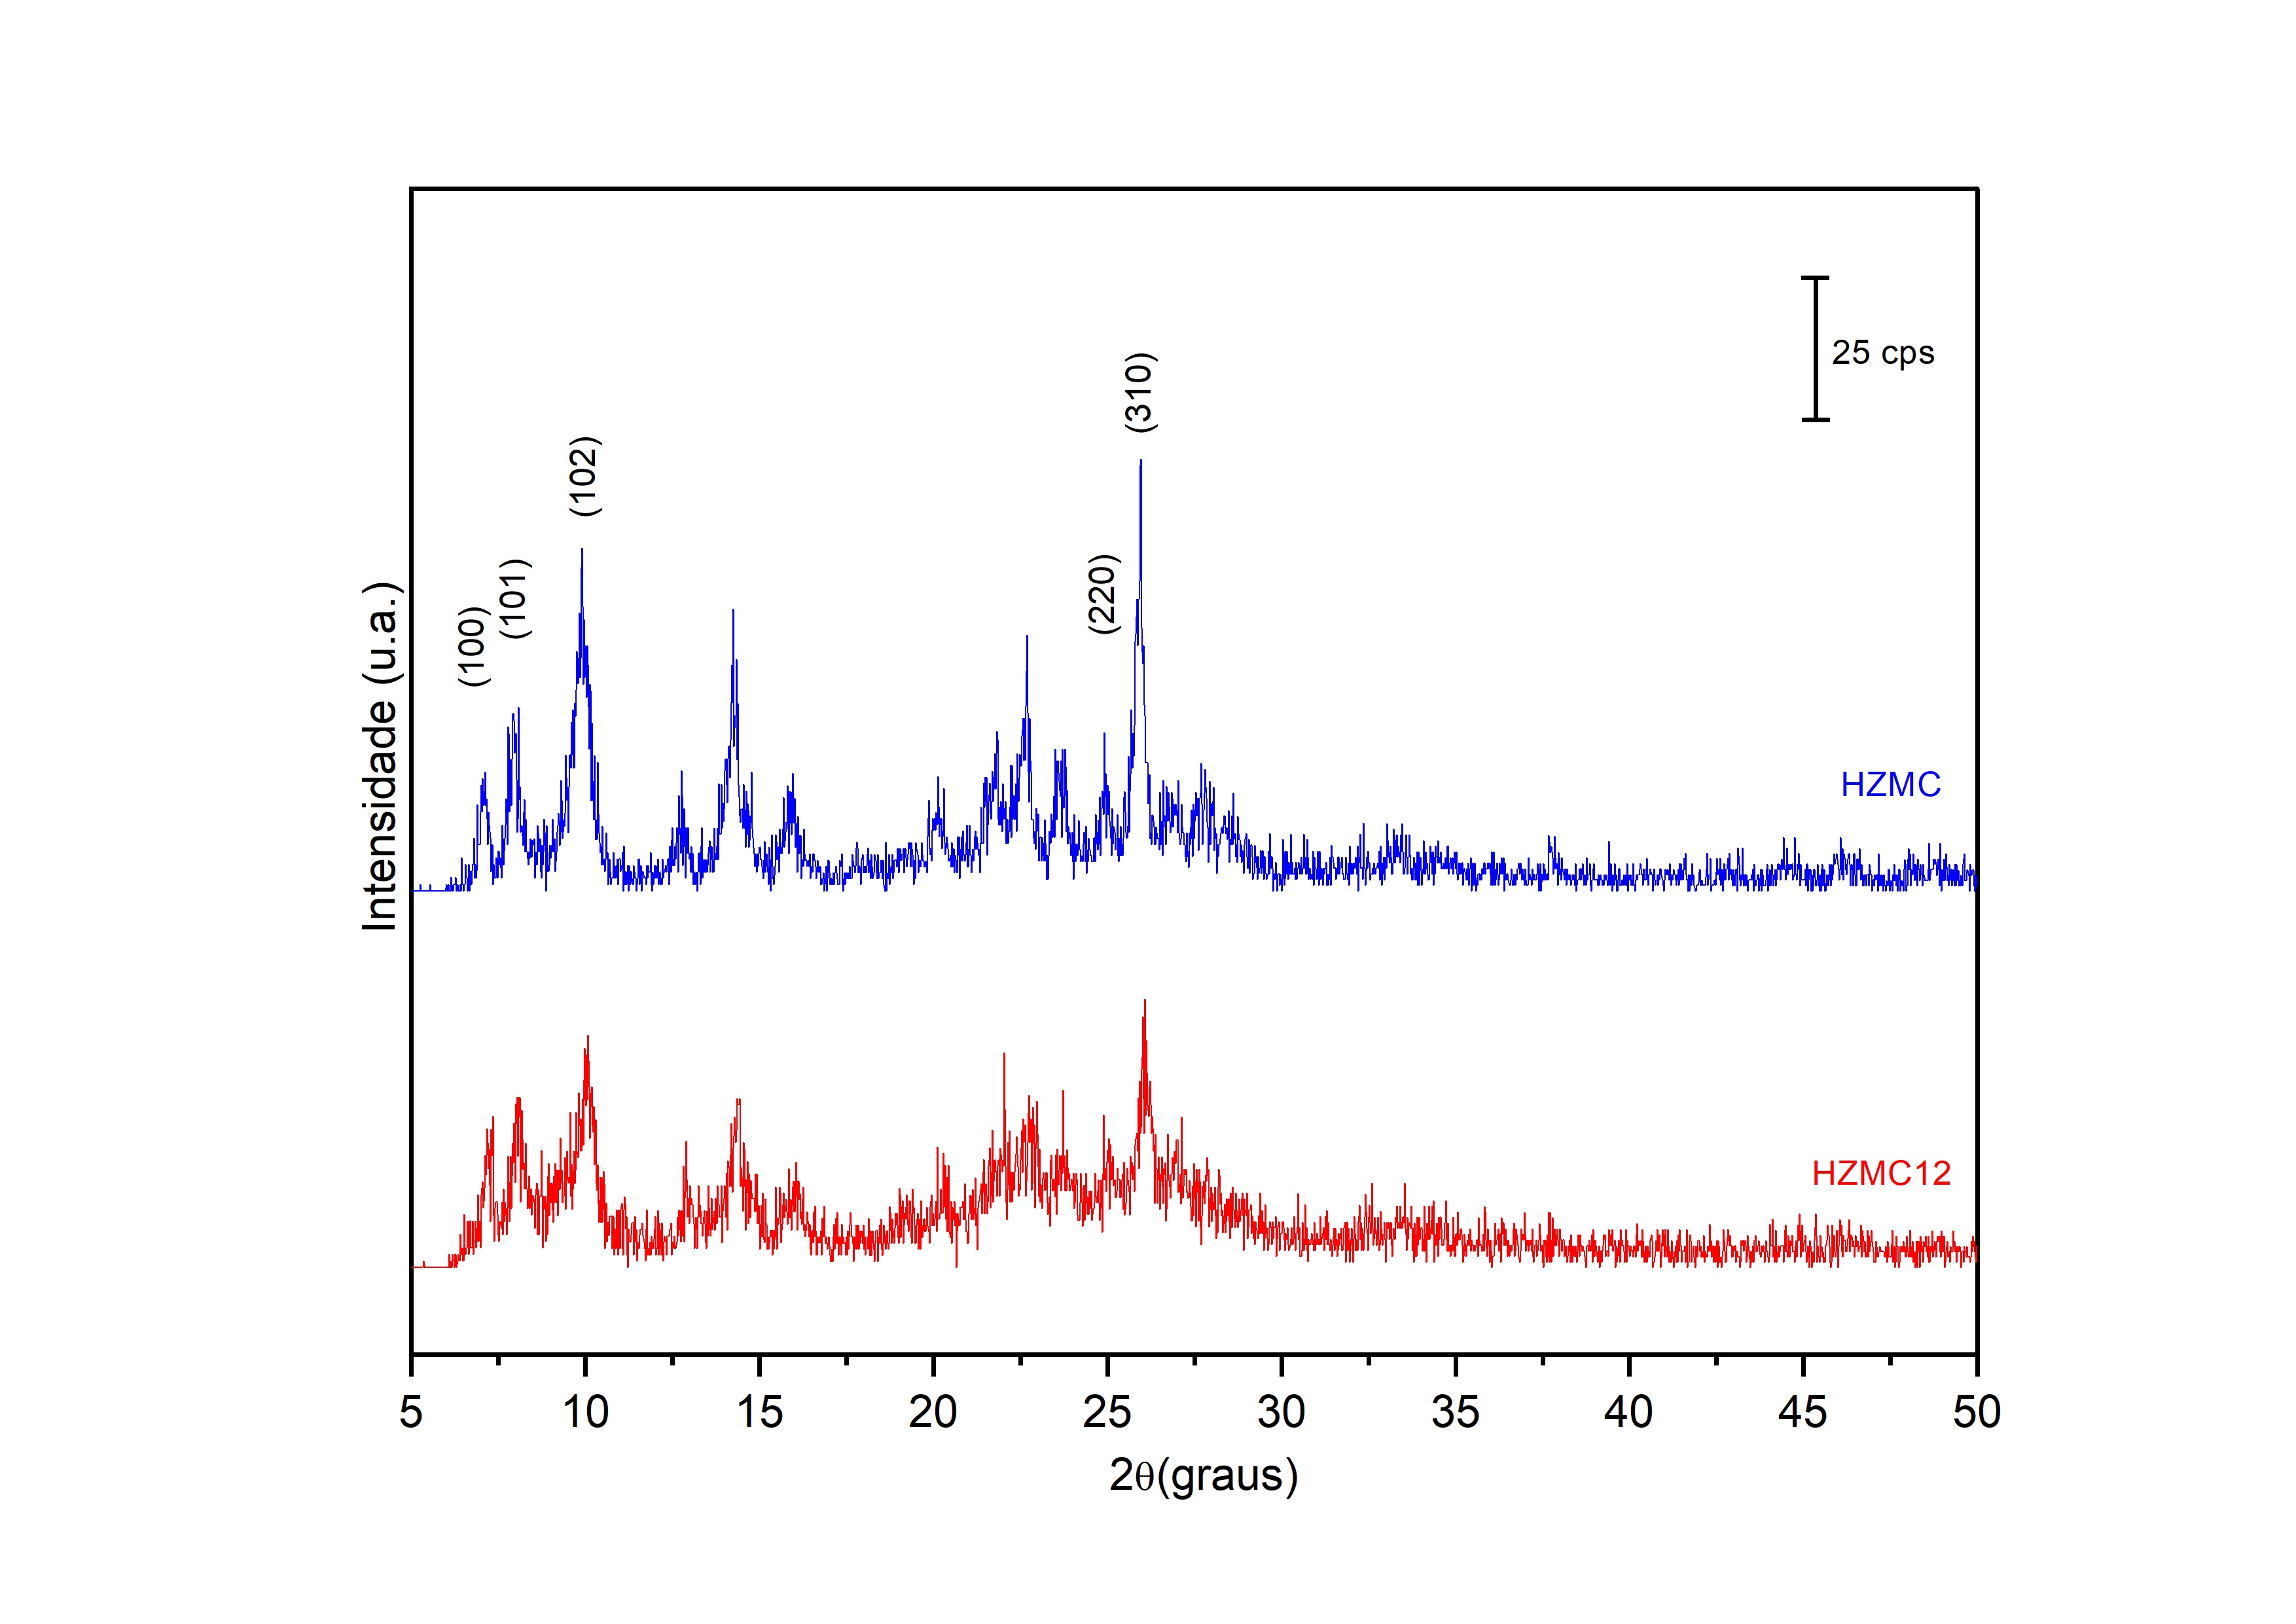 25 cps
(310)
(102)
(220)
(101)
(100)
Intensidade (u.a.)
HZMC
HZMC12
5 10 15 20 25 30 35 40 45 50
2θ(graus)